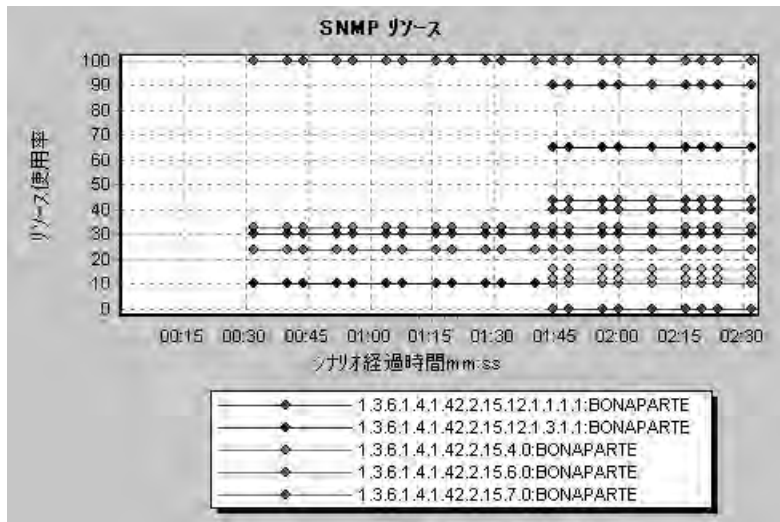 SNMP リソース
100
90
80
70
60
50
40
30
20
10
0
リソース使用率
00:15 00:30 00:45 01:00 01:15 01:30 01:45 02:00 02:15 02:30
シナリオ経過時間mm:ss
1.3.6.1.4.1.42.2.15.12.1.1.1.1:BONAPARTE
1.3.6.1.4.1.42.2.15.12.1.3.1.1:BONAPARTE
1.3.6.1.4.1.42.2.15.4.0:BONAPARTE
1.3.6.1.4.1.42.2.15.6.0:BONAPARTE
1.3.6.1.4.1.42.2.15.7.0:BONAPARTE